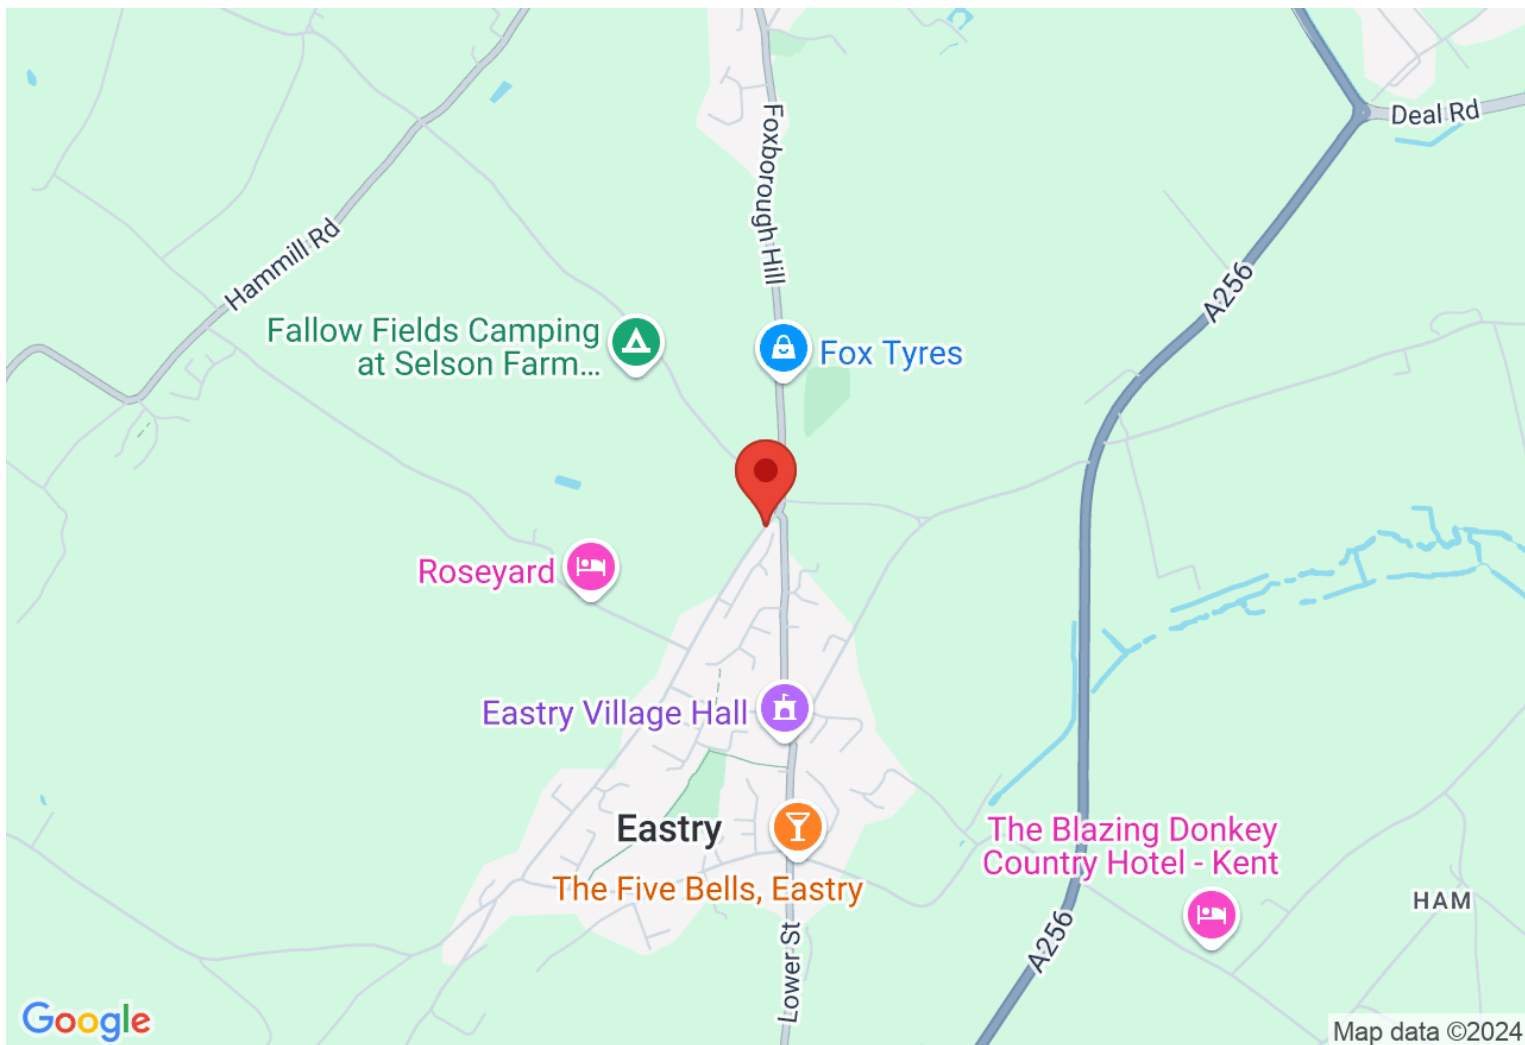 Deal Rd
Foxborough Hill
Hammill Rd
A256
Fallow Fields Camping
at Selson Farm...
Fox Tyres
Roseyard
Eastry Village Hall
Eastry
The Blazing Donkey
Country Hotel - Kent
The Five Bells, Eastry
HAM
A256
Lower St
Google
Map data ©2024